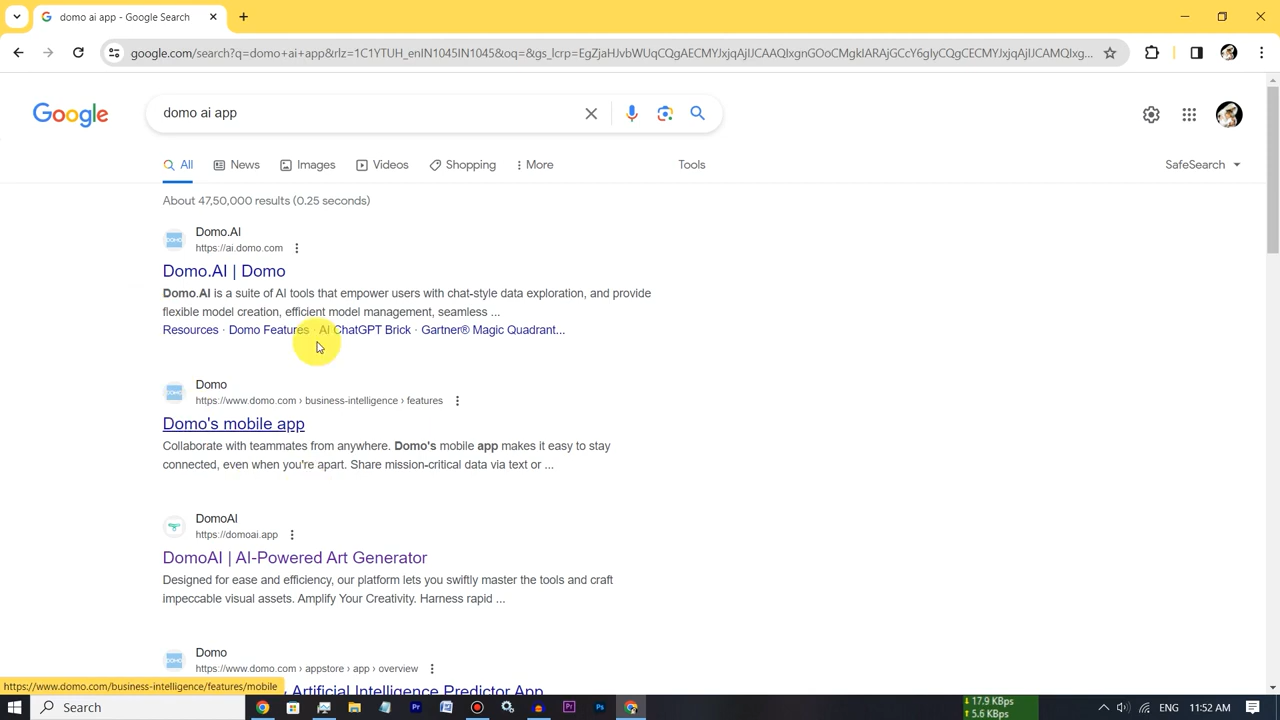 domo ai app - Google Search
google.com/search?q=domo+ai+app&rlz=1C1YTUH_enIN1045IN1045&oq=&gs_lcrp=EgZjaHJvbWUqCQgAECMYJxjqAjICAAQIxgnGOoCMgkIARAjGCcY6gIyCQgCECMYJxjqAjICAMQIxg...
Google
domo ai app
All News Images Videos Shopping More Tools SafeSearch
About 47,50,000 results (0.25 seconds)
Domo.AI
https://ai.domo.com
Domo.AI | Domo
Domo.AI is a suite of AI tools that empower users with chat-style data exploration, and provide
flexible model creation, efficient model management, seamless ...
Resources · Domo Features · AI ChatGPT Brick · Gartner® Magic Quadrant...
Domo
https://www.domo.com › business-intelligence › features
Domo's mobile app
Collaborate with teammates from anywhere. Domo's mobile app makes it easy to stay
connected, even when you're apart. Share mission-critical data via text or ...
DomoAI
https://domoai.app
DomoAI | AI-Powered Art Generator
Designed for ease and efficiency, our platform lets you swiftly master the tools and craft
impeccable visual assets. Amplify Your Creativity. Harness rapid ...
Domo
https://www.domo.com › appstore › app › overview
Artificial Intelligence Predictor App
https://www.domo.com/business-intelligence/features/mobile
Search
17.9 KBps
5.6 KBps
ENG 11:52 AM